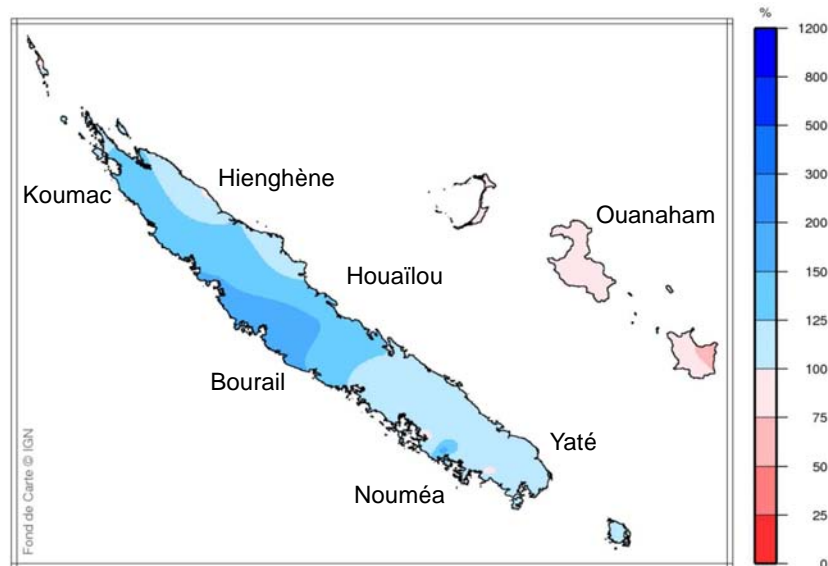 %
1200
800
500
300
200
150
125
100
75
50
25
0
Hienghène
Koumac
Ouanaham
Houaïlou
Bourail
Yaté
Nouméa
Fond de Carte © IGN